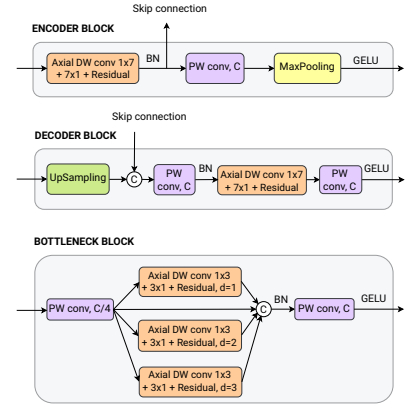 Skip connection
ENCODER BLOCK
Axial DW conv 1x7
+ 7x1 + Residual
BN
PW conv, C
MaxPooling
GELU
Skip connection
DECODER BLOCK
UpSampling
C
PW
conv, C
BN
Axial DW conv 1x7
+ 7x1 + Residual
PW
conv, C
GELU
BOTTLENECK BLOCK
Axial DW conv 1x3
+ 3x1 + Residual, d=1
PW conv, C/4
Axial DW conv 1x3
+ 3x1 + Residual, d=2
C
BN
PW conv, C
GELU
Axial DW conv 1x3
+ 3x1 + Residual, d=3